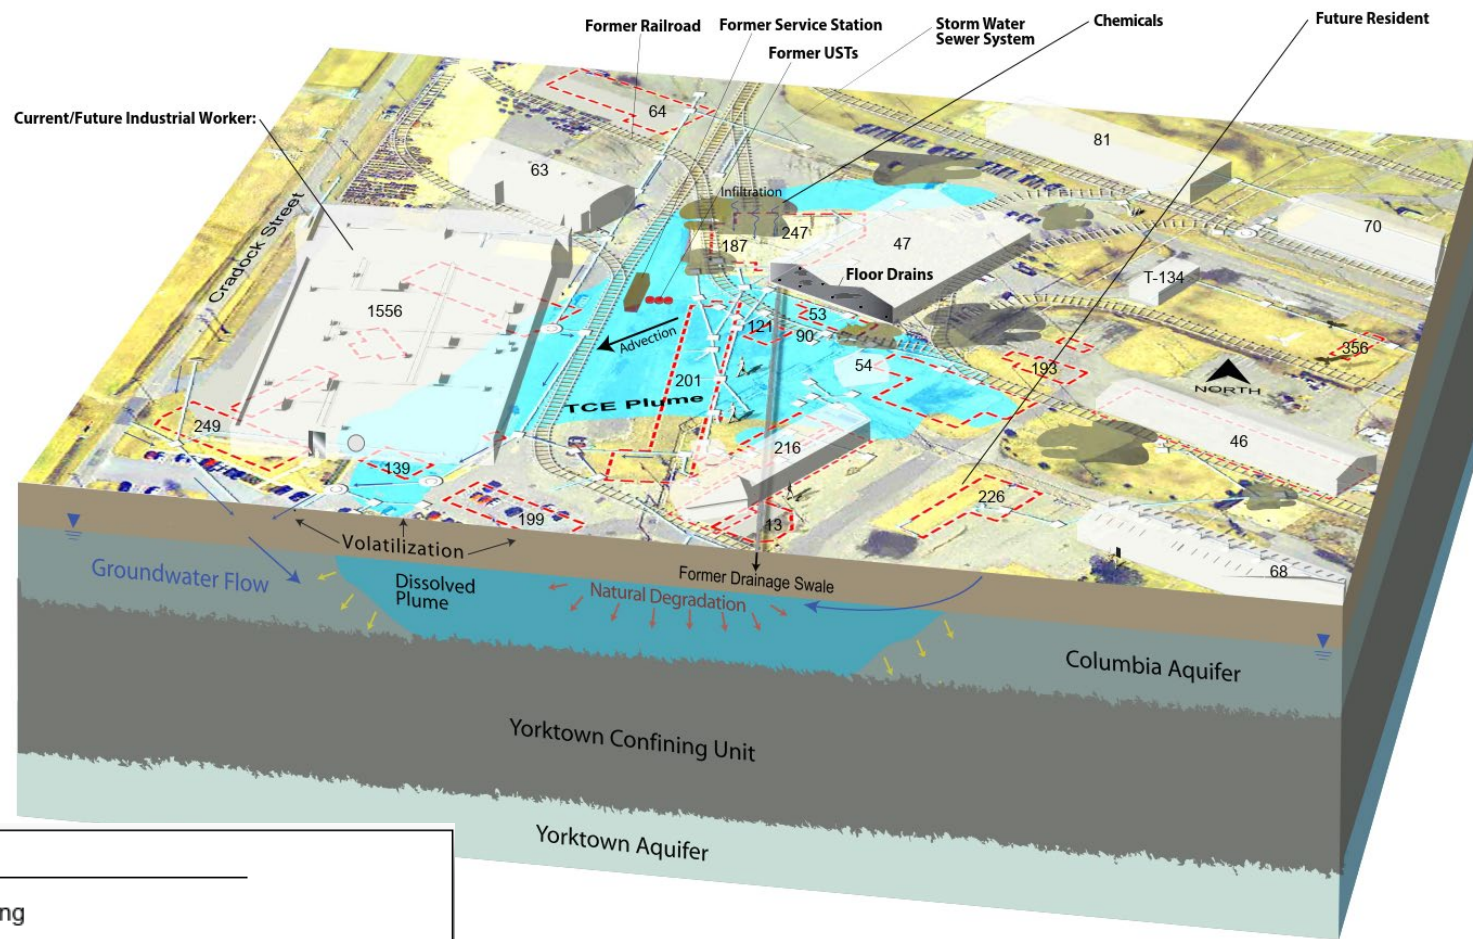 Former Railroad
Former Service Station
Former USTs
Storm Water
Sewer System
Chemicals
Future Resident
Current/Future Industrial Worker:
Cradock Street
64
63
81
Infiltration
187
247
47
70
Floor Drains
T-134
1556
53
121
90
356
Advection
54
193
NORTH
201
TCE Plume
249
139
216
46
199
13
226
68
Volatilization
Groundwater Flow
Dissolved
Plume
Former Drainage Swale
Natural Degradation
Columbia Aquifer
Yorktown Confining Unit
Yorktown Aquifer
ng